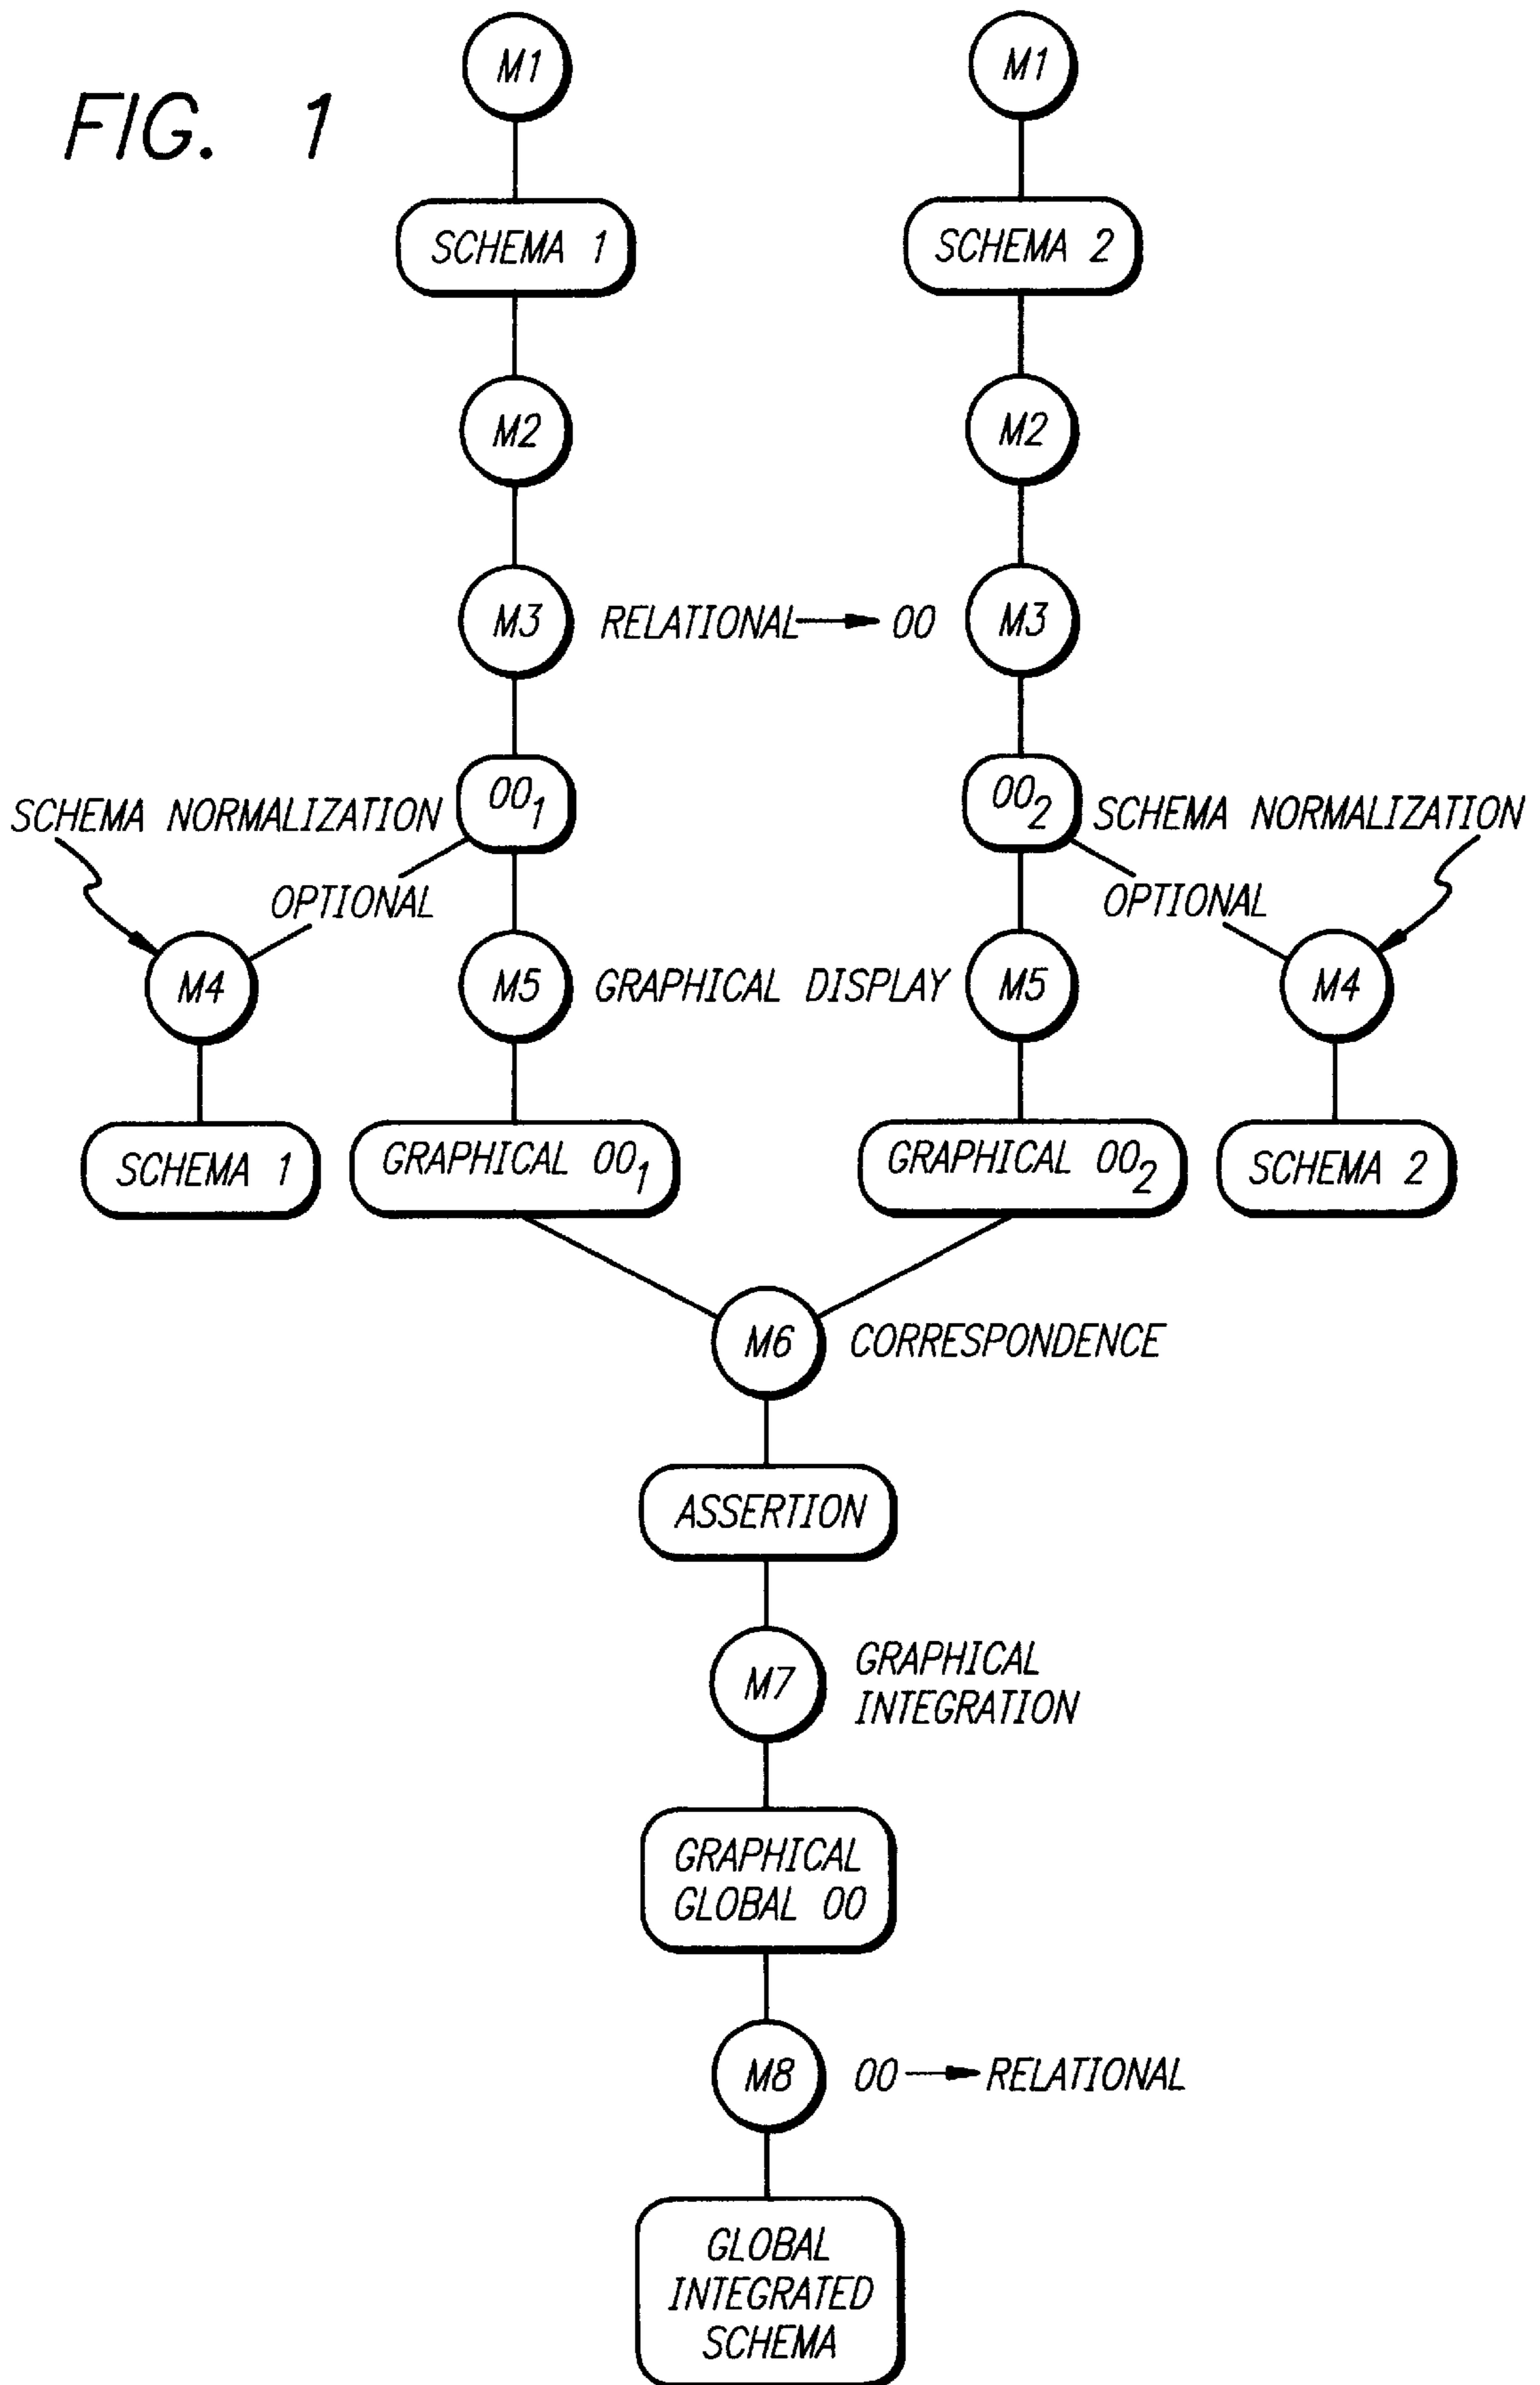 FIG. 1
M1
M1
SCHEMA 1
SCHEMA 2
M2
M2
M3
RELATIONAL → OO
M3
OO1
OO2
SCHEMA NORMALIZATION
SCHEMA NORMALIZATION
OPTIONAL
OPTIONAL
M4
M5
GRAPHICAL DISPLAY
M5
M4
SCHEMA 1
GRAPHICAL OO1
GRAPHICAL OO2
SCHEMA 2
M6
CORRESPONDENCE
ASSERTION
M7
GRAPHICAL
INTEGRATION
GRAPHICAL
GLOBAL OO
M8
OO → RELATIONAL
GLOBAL
INTEGRATED
SCHEMA